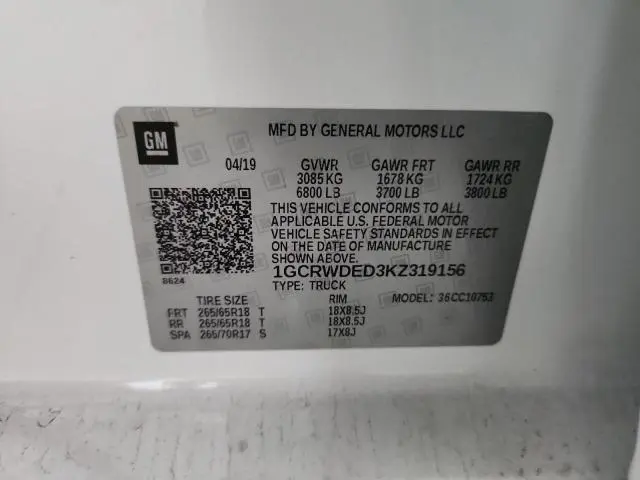 GM
MFD BY GENERAL MOTORS LLC
04/19 GVWR GAWR FRT GAWR RR
3085 KG 1678 KG 1724 KG
6800 LB 3700 LB 3800 LB
THIS VEHICLE CONFORMS TO ALL
APPLICABLE U.S. FEDERAL MOTOR
VEHICLE SAFETY STANDARDS IN EFFECT
ON THE DATE OF MANUFACTURE
SHOWN ABOVE.
8624
1GCRWDED3KZ319156
TYPE: TRUCK
MODEL: 36CC10753
TIRE SIZE RIM
FRT 265/65R18 T 18X8.5J
RR 265/65R18 T 18X8.5J
SPA 265/70R17 S 17X8J